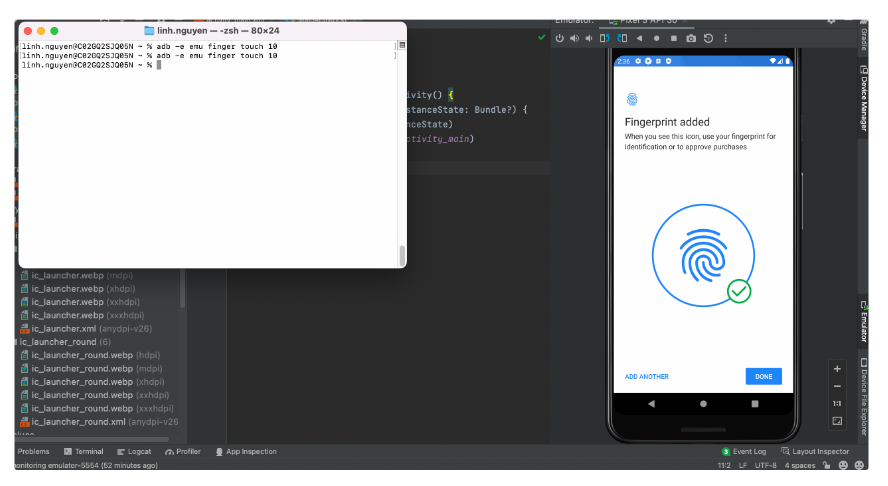 linh.nguyen — -zsh — 80×24
linh.nguyen@C02GQ2SJQ05N ~ % adb -e emu finger touch 10
linh.nguyen@C02GQ2SJQ05N ~ % adb -e emu finger touch 10
linh.nguyen@C02GQ2SJQ05N ~ %
ivity() {
stanceState: Bundle?) {
nceState)
ctivity_main)
ic_launcher.webp (mdpi)
ic_launcher.webp (xhdpi)
ic_launcher.webp (xxhdpi)
ic_launcher.webp (xxxhdpi)
ic_launcher.xml (anydpi-v26)
ic_launcher_round (6)
ic_launcher_round.webp (hdpi)
ic_launcher_round.webp (mdpi)
ic_launcher_round.webp (xhdpi)
ic_launcher_round.webp (xxhdpi)
ic_launcher_round.webp (xxxhdpi)
ic_launcher_round.xml (anydpi-v26
Emulator: Pixel 3 API 30
2:36
Fingerprint added
When you see this icon, use your fingerprint for
identification or to approve purchases
ADD ANOTHER DONE
1:1
Gradle
Device Manager
Emulator
Device File Explorer
Problems Terminal Logcat Profiler App Inspection Event Log Layout Inspector
onitoring emulator-5554 (52 minutes ago) 11:2 LF UTF-8 4 spaces